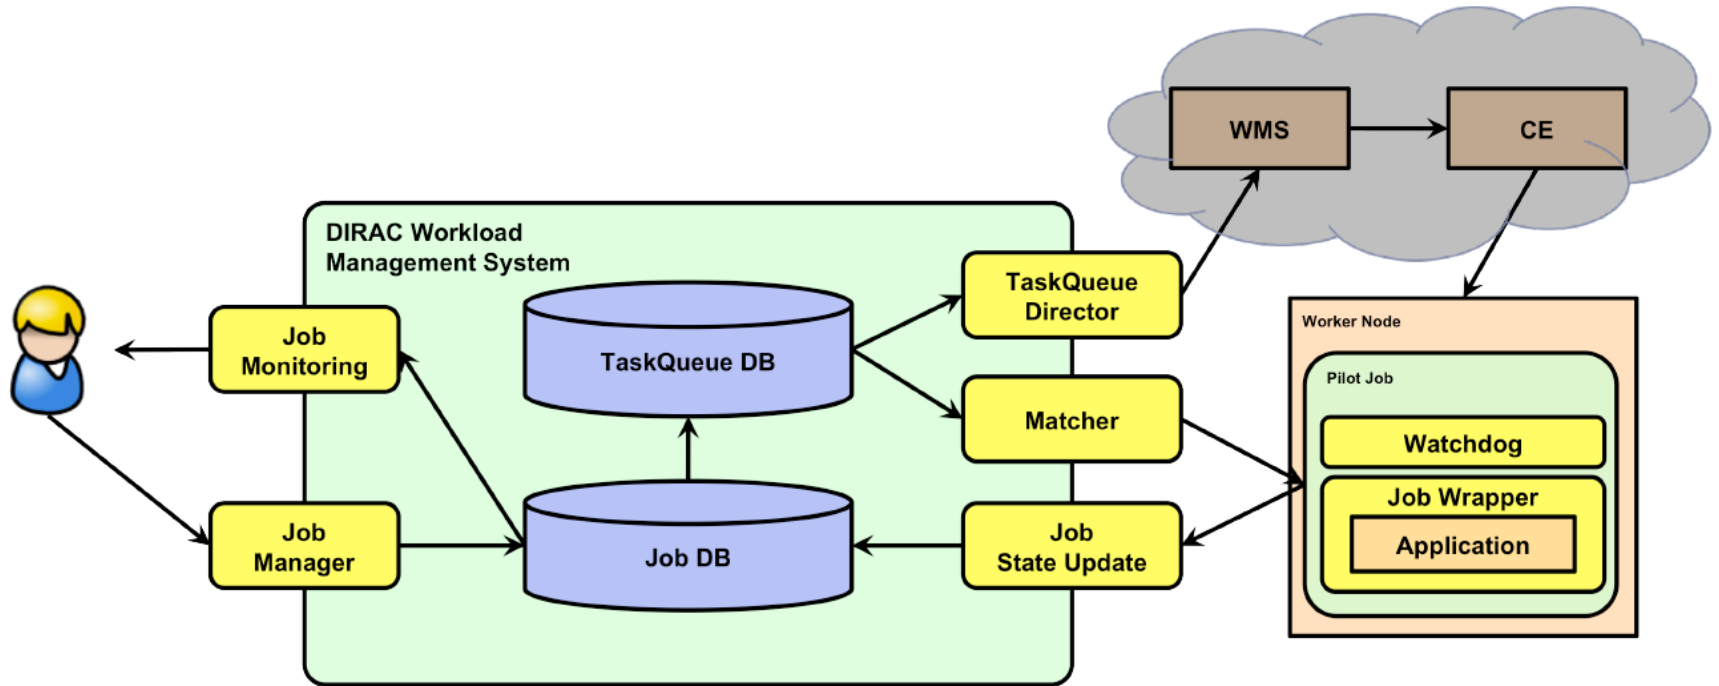 WMS
CE
DIRAC Workload
Management System
TaskQueue
Director
Job
Monitoring
TaskQueue DB
Worker Node
Pilot Job
Matcher
Watchdog
Job
Manager
Job DB
Job
State Update
Job Wrapper
Application